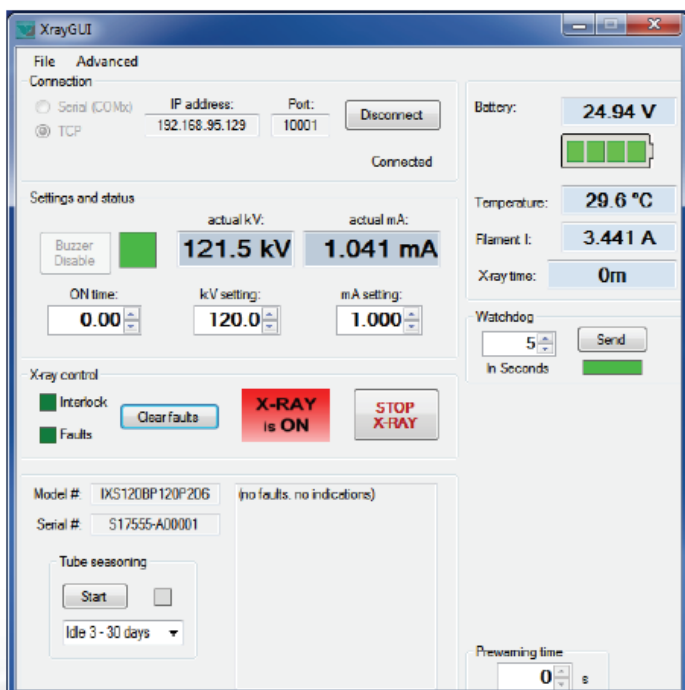 XrayGUI
File Advanced
Connection
Serial (COMx)
TCP
IP address:
192.168.95.129
Port:
10001
Disconnect
Connected
Battery:
24.94 V
Temperature:
29.6 °C
Filament I:
3.441 A
X-ray time:
0m
Settings and status
Buzzer
Disable
actual kV:
121.5 kV
actual mA:
1.041 mA
ON time:
0.00
kV setting:
120.0
mA setting:
1.000
Watchdog
5
In Seconds
Send
X-ray control
Interlock
Faults
Clear faults
X-RAY
is ON
STOP
X-RAY
Model #: IXS120BP120P206
Serial #: S17555-A00001
(no faults, no indications)
Tube seasoning
Start
Idle 3 - 30 days
Prewarning time
0 s